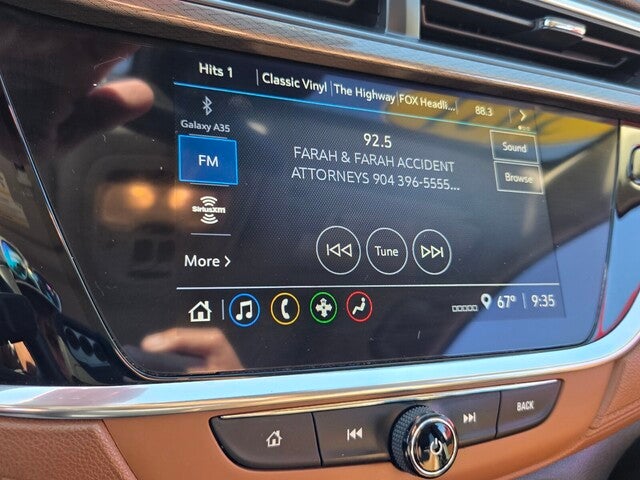 Hits 1
Classic Vinyl
The Highway
FOX Headli...
88.3
Galaxy A35
FM
SiriusXM
More
92.5
FARAH & FARAH ACCIDENT
ATTORNEYS 904 396-5555...
Sound
Browse
Tune
67° 9:35
BACK